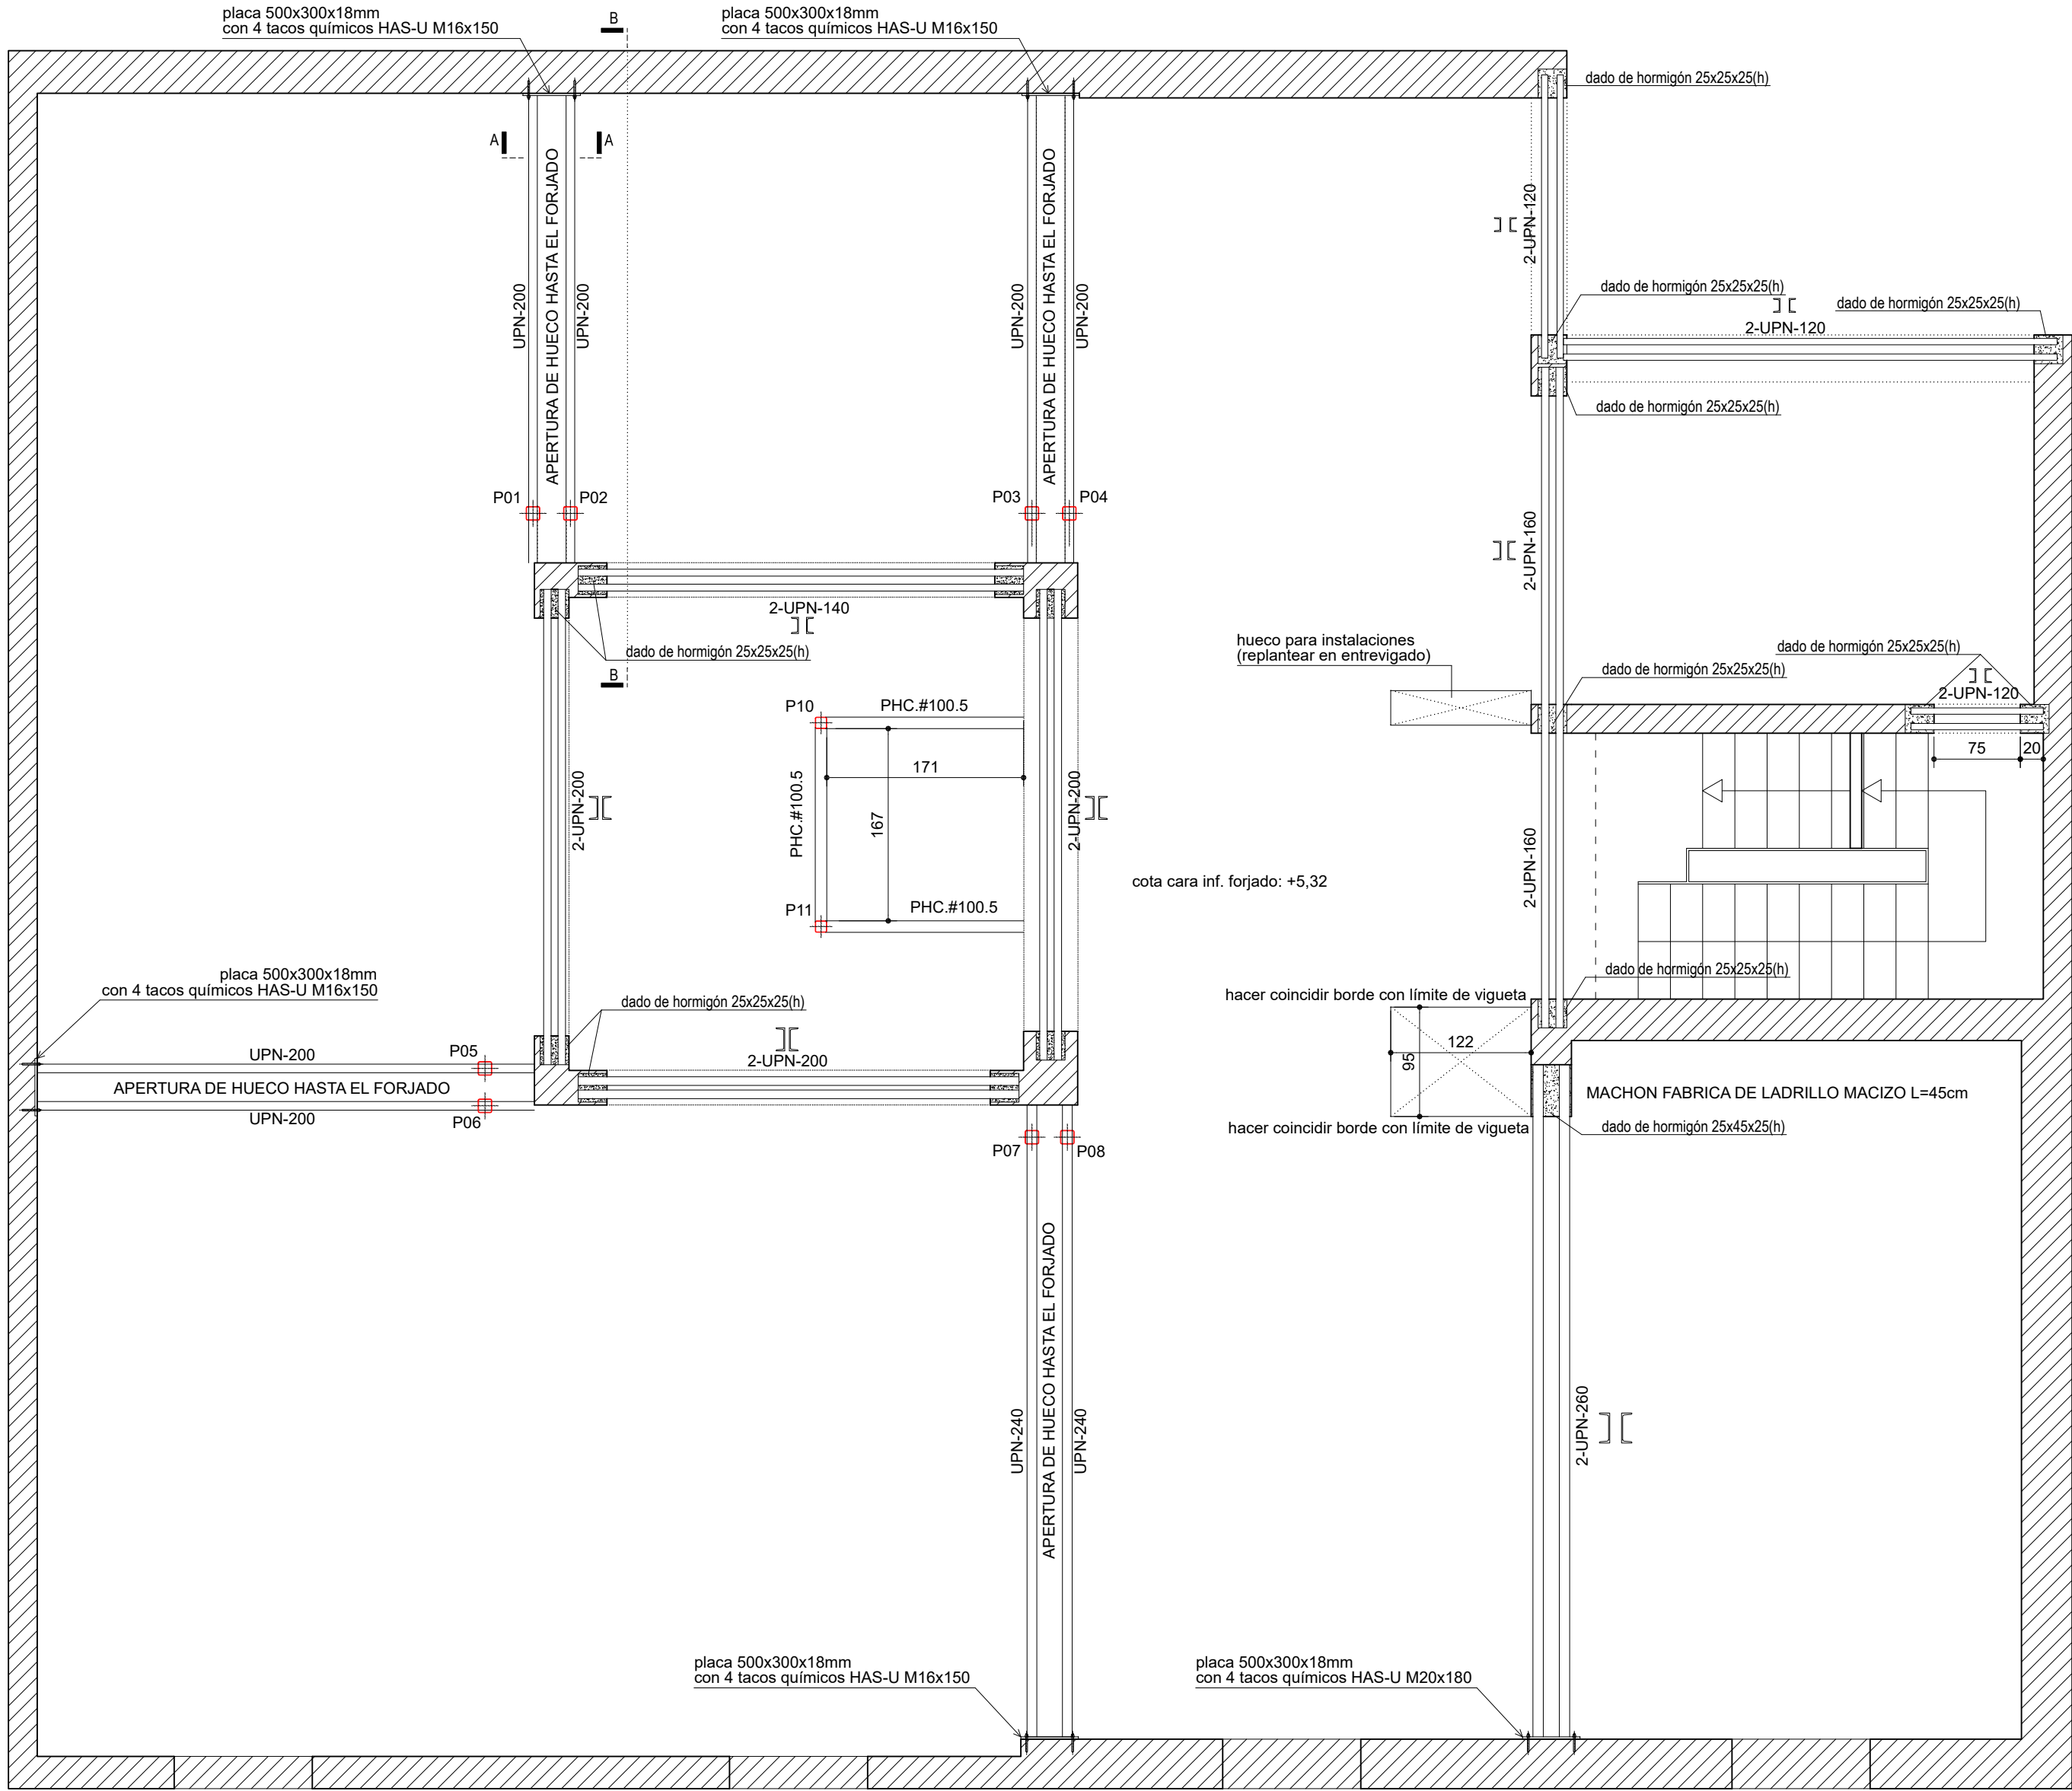 placa 500x300x18mm
con 4 tacos químicos HAS-U M16x150
B
placa 500x300x18mm
con 4 tacos químicos HAS-U M16x150
dado de hormigón 25x25x25(h)
A
A
UPN-200
APERTURA DE HUECO HASTA EL FORJADO
UPN-200
UPN-200
APERTURA DE HUECO HASTA EL FORJADO
UPN-200
2-UPN-120
dado de hormigón 25x25x25(h)
dado de hormigón 25x25x25(h)
2-UPN-120
dado de hormigón 25x25x25(h)
P01
P02
P03
P04
2-UPN-160
2-UPN-140
dado de hormigón 25x25x25(h)
B
hueco para instalaciones
(replantear en entrevigado)
dado de hormigón 25x25x25(h)
dado de hormigón 25x25x25(h)
2-UPN-120
75
20
P10
PHC.#100.5
171
2-UPN-200
PHC.#100.5
167
2-UPN-200
2-UPN-160
cota cara inf. forjado: +5,32
P11
PHC.#100.5
placa 500x300x18mm
con 4 tacos químicos HAS-U M16x150
dado de hormigón 25x25x25(h)
hacer coincidir borde con límite de vigueta
dado de hormigón 25x25x25(h)
122
95
UPN-200
P05
2-UPN-200
APERTURA DE HUECO HASTA EL FORJADO
UPN-200
P06
MACHON FABRICA DE LADRILLO MACIZO L=45cm
hacer coincidir borde con límite de vigueta
dado de hormigón 25x45x25(h)
P07
P08
UPN-240
APERTURA DE HUECO HASTA EL FORJADO
UPN-240
2-UPN-260
placa 500x300x18mm
con 4 tacos químicos HAS-U M16x150
placa 500x300x18mm
con 4 tacos químicos HAS-U M20x180